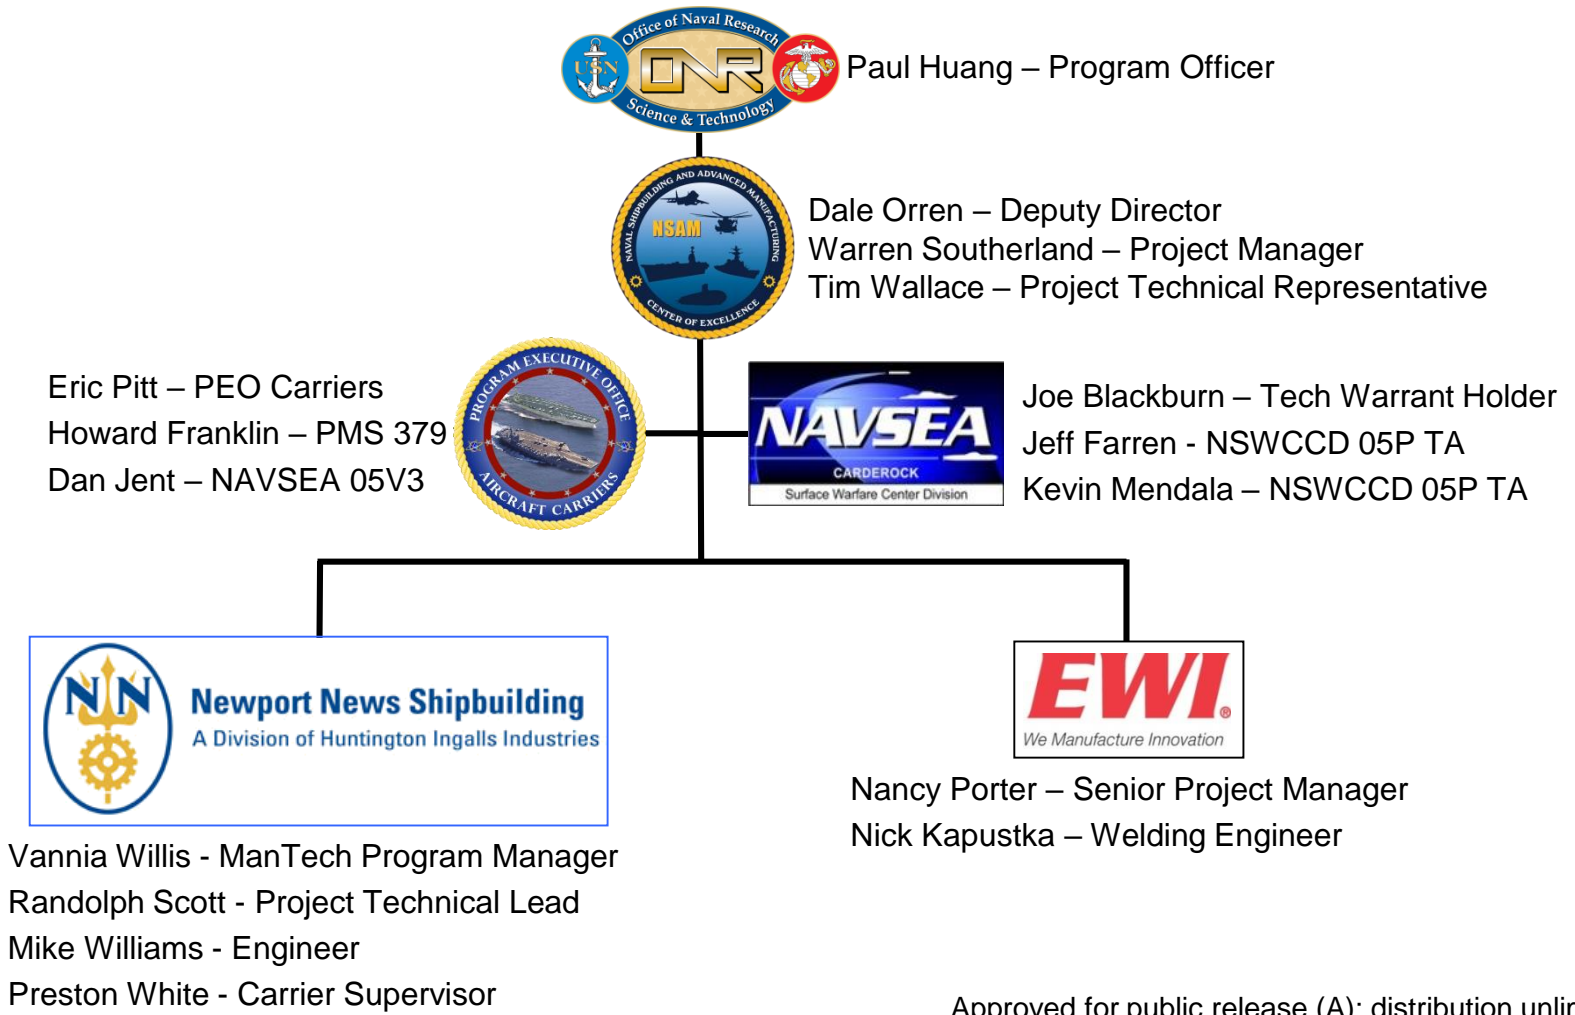 Office of Naval Research
USN
ONR
Science & Technology
Paul Huang – Program Officer
NAVAL SHIPBUILDING AND ADVANCED MANUFACTURING
NSAM
CENTER OF EXCELLENCE
Dale Orren – Deputy Director
Warren Southerland – Project Manager
Tim Wallace – Project Technical Representative
Eric Pitt – PEO Carriers
Howard Franklin – PMS 379
Dan Jent – NAVSEA 05V3
PROGRAM EXECUTIVE OFFICE
AIRCRAFT CARRIERS
NAVSEA
CARDEROCK
Surface Warfare Center Division
Joe Blackburn – Tech Warrant Holder
Jeff Farren - NSWCCD 05P TA
Kevin Mendala – NSWCCD 05P TA
NN
Newport News Shipbuilding
A Division of Huntington Ingalls Industries
EWI®
We Manufacture Innovation
Nancy Porter – Senior Project Manager
Nick Kapustka – Welding Engineer
Vannia Willis - ManTech Program Manager
Randolph Scott - Project Technical Lead
Mike Williams - Engineer
Preston White - Carrier Supervisor
Approved for public release (A); distribution